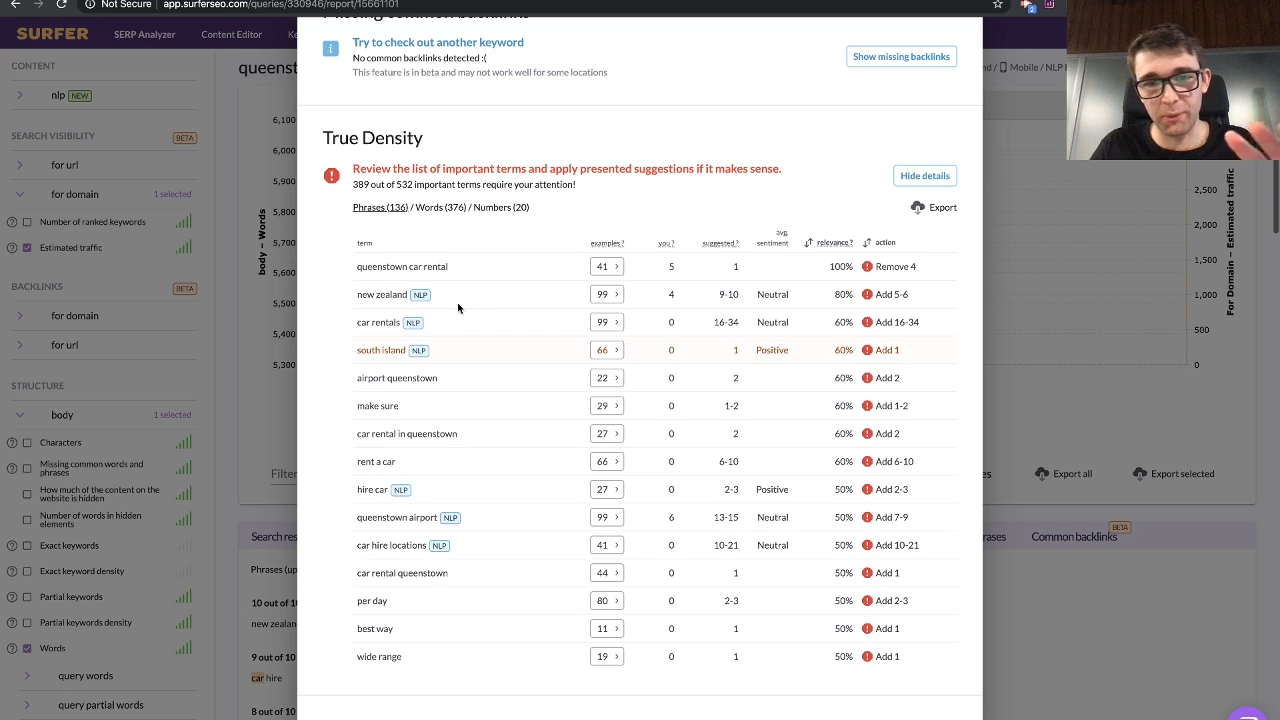 app.surferseo.com/queries/330946/report/15661101
Missing common backlinks
SURFER
SERP Analyzer
Content Editor
CONTENT
nlp NEW!
SEARCH VISIBILITY BETA
for url
for url
1 selected
Estimated
BACKLINKS BETA
for domain
for url
STRUCTURE
body 1 selected
Characters
Missing common words and
phrases
How much of the content on the
website is hidden
Number of words in hidden
elements
Exact keywords
Exact keyword density
Partial keywords
Partial keywords density
Words
car hire
query partial words
queenst
Mobile / NLP
6,100
5,900
5,800
5,700
5,600
5,500
5,400
5,300
body – Words
2,500
2,000
1,500
1,000
500
0
For Domain – Estimated traffic
Filter
Export all
Export selected
BETA
Search res
rases
Common backlinks
Phrases (up
10 out of 10
new zealan
9 out of 10
8 out of 10
Try to check out another keyword
No common backlinks detected :(
This feature is in beta and may not work well for some locations
Show missing backlinks
True Density
Review the list of important terms and apply presented suggestions if it makes sense.
389 out of 532 important terms require your attention!
Hide details
Phrases (136) / Words (376) / Numbers (20)
Export
term examples ? you ? suggested ? avg. sentiment relevance ? action
queenstown car rental 41 5 1 100% Remove 4
new zealand NLP 99 4 9-10 Neutral 80% Add 5-6
car rentals NLP 99 0 16-34 Neutral 60% Add 16-34
south island NLP 66 0 1 Positive 60% Add 1
airport queenstown 22 0 2 60% Add 2
make sure 29 0 1-2 60% Add 1-2
car rental in queenstown 27 0 2 60% Add 2
rent a car 66 0 6-10 60% Add 6-10
hire car NLP 27 0 2-3 Positive 50% Add 2-3
queenstown airport NLP 99 6 13-15 Neutral 50% Add 7-9
car hire locations NLP 41 0 10-21 Neutral 50% Add 10-21
car rental queenstown 44 0 1 50% Add 1
per day 80 0 2-3 50% Add 2-3
best way 11 0 1 50% Add 1
wide range 19 0 1 50% Add 1